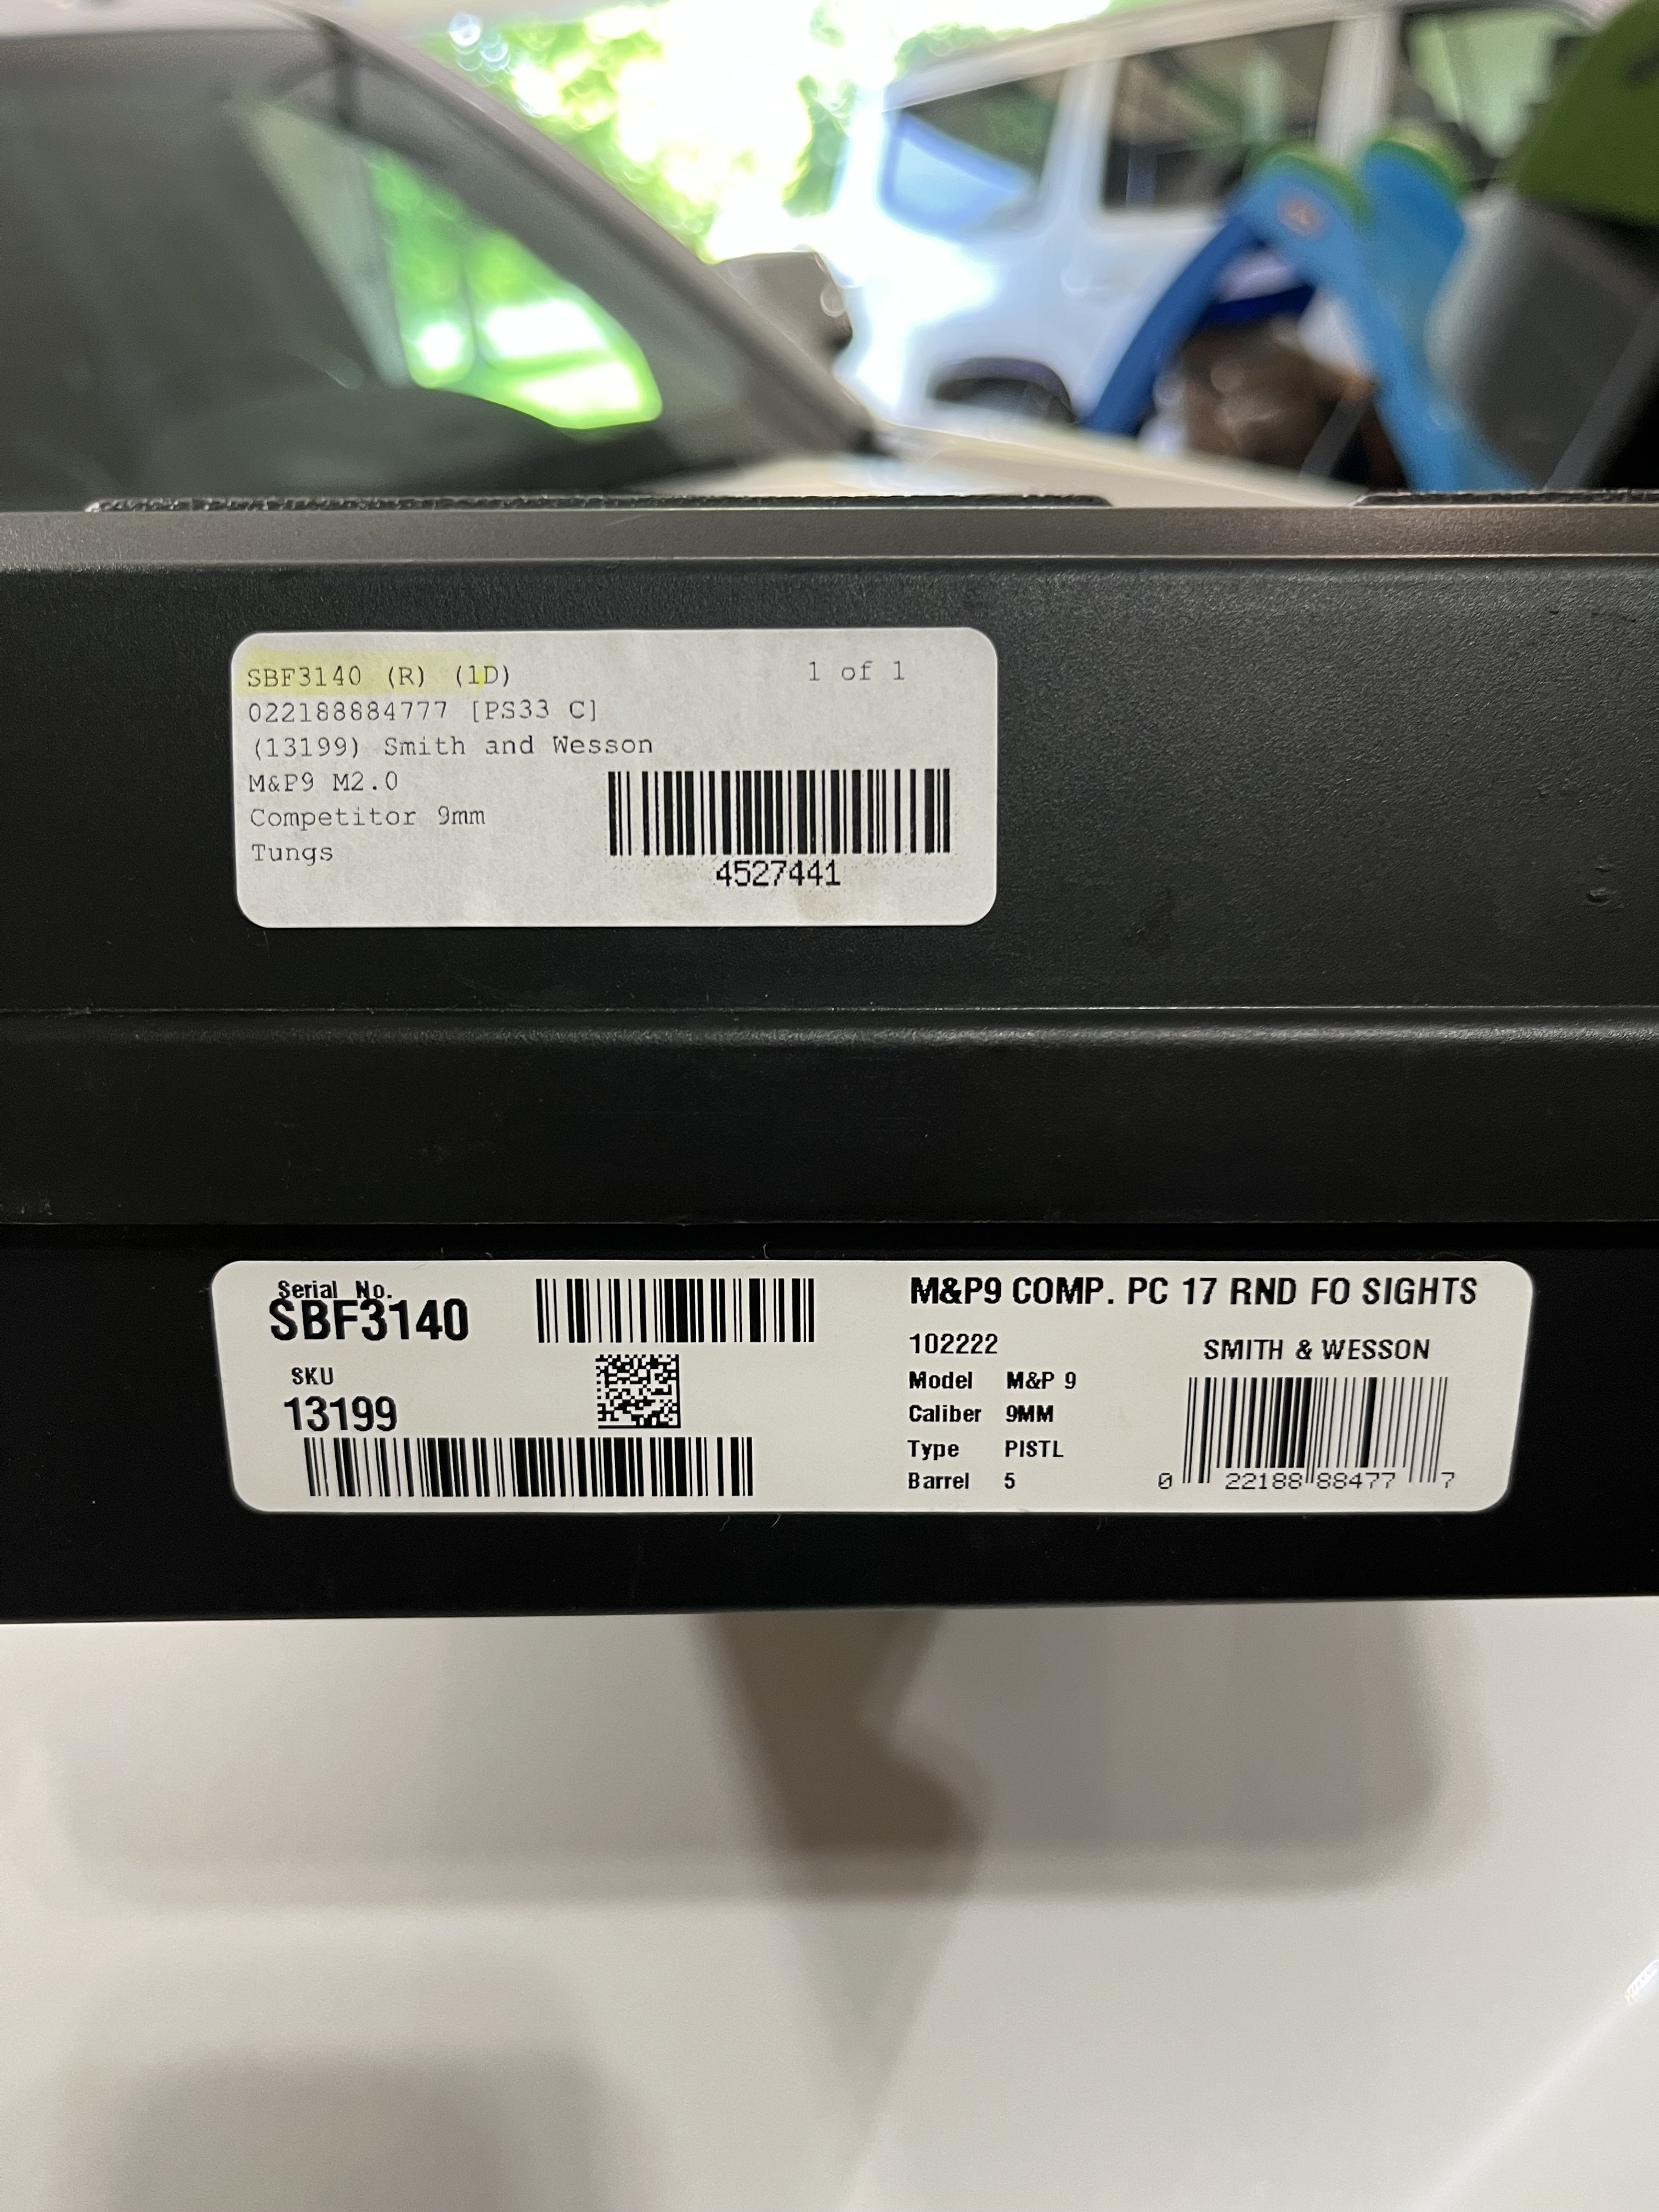 SBF3140 (R) (1D) 1 of 1
022188884777 [PS33 C]
(13199) Smith and Wesson
M&P9 M2.0
Competitor 9mm
Tungs
4527441
Serial No.
SBF3140
SKU
13199
M&P9 COMP. PC 17 RND FO SIGHTS
102222
SMITH & WESSON
Model M&P 9
Caliber 9MM
Type PISTL
Barrel 5
0 22188 88477 7